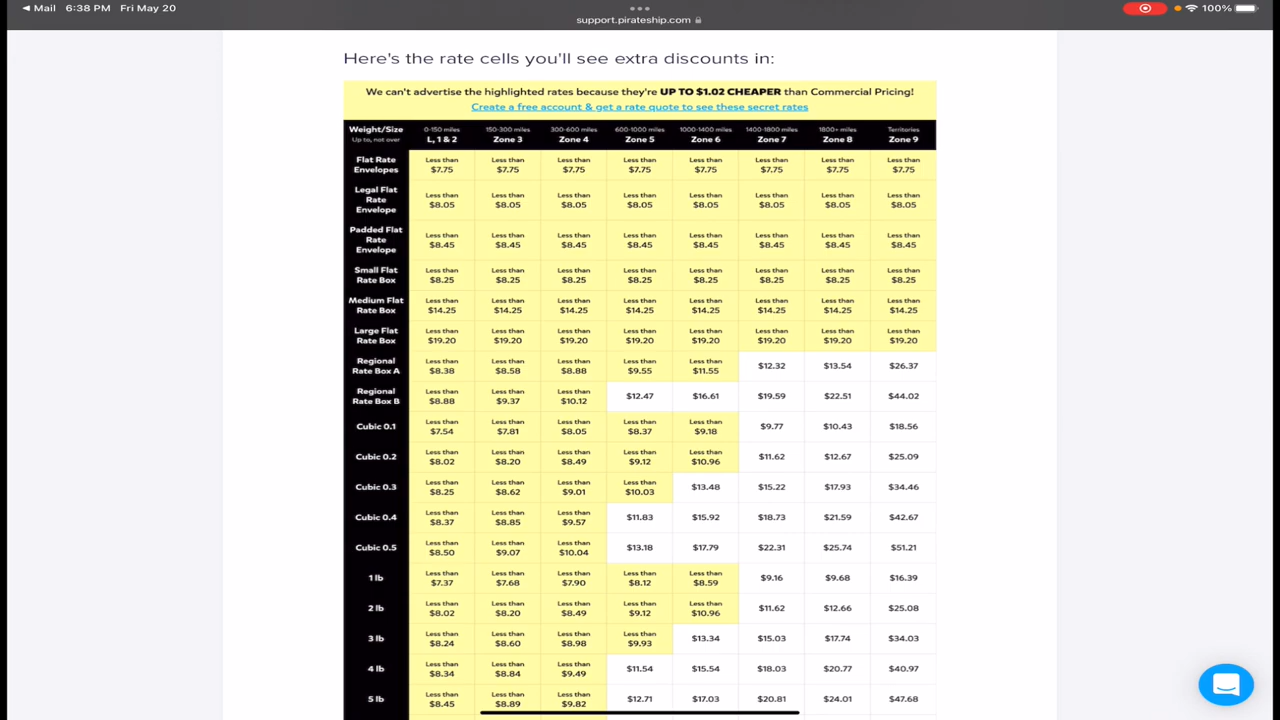 Mail 6:38 PM Fri May 20
100%
support.pirateship.com
Here's the rate cells you'll see extra discounts in:
We can't advertise the highlighted rates because they're UP TO $1.02 CHEAPER than Commercial Pricing!
Create a free account & get a rate quote to see these secret rates
Weight/Size 0-150 miles 150-300 miles 300-600 miles 600-1000 miles 1000-1400 miles 1400-1800 miles 1800+ miles Territories
Up to, not over L, 1 & 2 Zone 3 Zone 4 Zone 5 Zone 6 Zone 7 Zone 8 Zone 9
Flat Rate Less than Less than Less than Less than Less than Less than Less than Less than
Envelopes $7.75 $7.75 $7.75 $7.75 $7.75 $7.75 $7.75 $7.75
Legal Flat
Rate Less than Less than Less than Less than Less than Less than Less than Less than
Envelope $8.05 $8.05 $8.05 $8.05 $8.05 $8.05 $8.05 $8.05
Padded Flat
Rate Less than Less than Less than Less than Less than Less than Less than Less than
Envelope $8.45 $8.45 $8.45 $8.45 $8.45 $8.45 $8.45 $8.45
Small Flat Less than Less than Less than Less than Less than Less than Less than Less than
Rate Box $8.25 $8.25 $8.25 $8.25 $8.25 $8.25 $8.25 $8.25
Medium Flat Less than Less than Less than Less than Less than Less than Less than Less than
Rate Box $14.25 $14.25 $14.25 $14.25 $14.25 $14.25 $14.25 $14.25
Large Flat Less than Less than Less than Less than Less than Less than Less than Less than
Rate Box $19.20 $19.20 $19.20 $19.20 $19.20 $19.20 $19.20 $19.20
Regional Less than Less than Less than Less than Less than
Rate Box A $8.38 $8.58 $8.88 $9.55 $11.55 $12.32 $13.54 $26.37
Regional Less than Less than Less than
Rate Box B $8.88 $9.37 $10.12 $12.47 $16.61 $19.59 $22.51 $44.02
Less than Less than Less than Less than Less than
Cubic 0.1 $7.54 $7.81 $8.05 $8.37 $9.18 $9.77 $10.43 $18.56
Less than Less than Less than Less than Less than
Cubic 0.2 $8.02 $8.20 $8.49 $9.12 $10.96 $11.62 $12.67 $25.09
Less than Less than Less than Less than
Cubic 0.3 $8.25 $8.62 $9.01 $10.03 $13.48 $15.22 $17.93 $34.46
Less than Less than Less than
Cubic 0.4 $8.37 $8.85 $9.57 $11.83 $15.92 $18.73 $21.59 $42.67
Less than Less than Less than
Cubic 0.5 $8.50 $9.07 $10.04 $13.18 $17.79 $22.31 $25.74 $51.21
Less than Less than Less than Less than Less than
1 lb $7.37 $7.68 $7.90 $8.12 $8.59 $9.16 $9.68 $16.39
Less than Less than Less than Less than Less than
2 lb $8.02 $8.20 $8.49 $9.12 $10.96 $11.62 $12.66 $25.08
Less than Less than Less than Less than
3 lb $8.24 $8.60 $8.98 $9.93 $13.34 $15.03 $17.74 $34.03
Less than Less than Less than
4 lb $8.34 $8.84 $9.49 $11.54 $15.54 $18.03 $20.77 $40.97
Less than Less than Less than
5 lb $8.45 $8.89 $9.82 $12.71 $17.03 $20.81 $24.01 $47.68